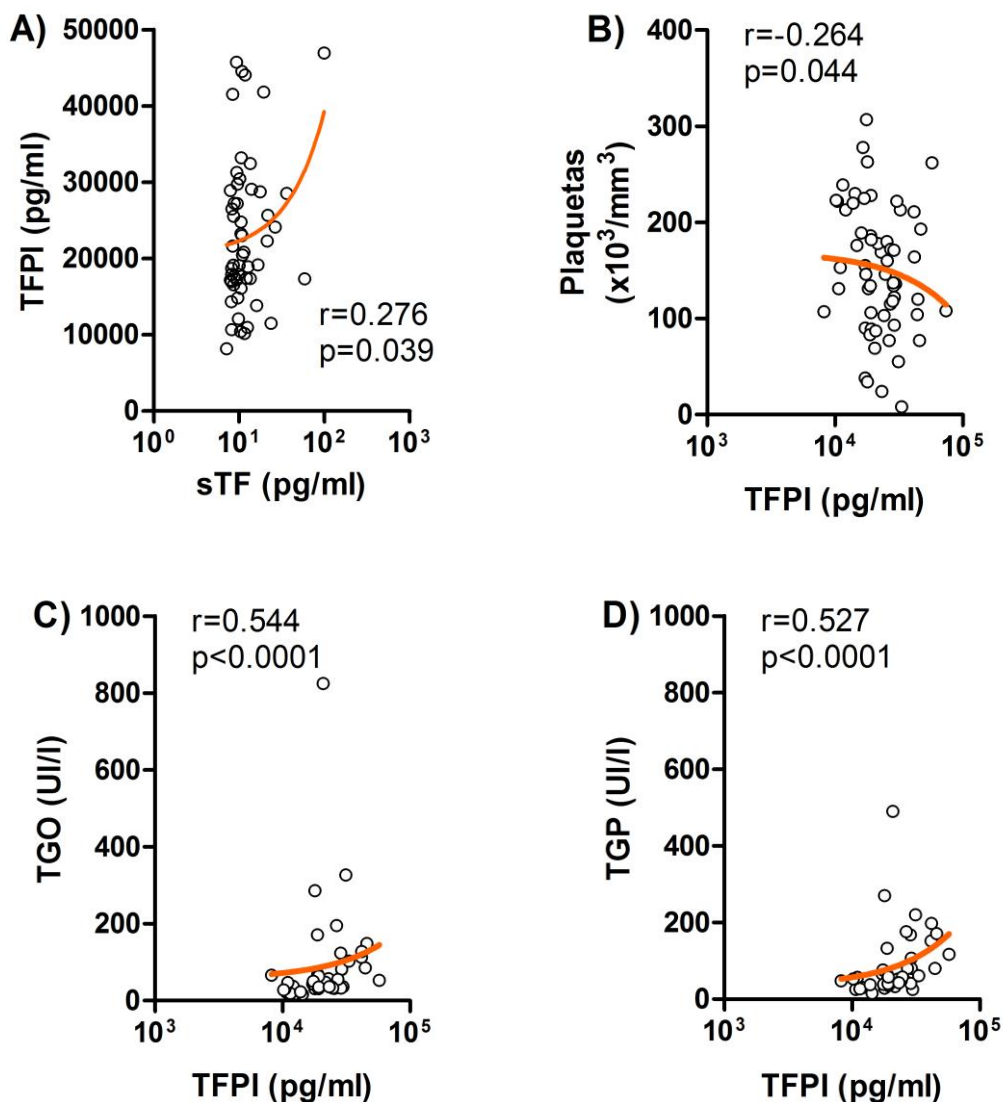 A)
TFPI (pg/ml)
50000
40000
30000
20000
10000
0
r=0.276
p=0.039
10⁰ 10¹ 10² 10³
sTF (pg/ml)
B)
r=-0.264
p=0.044
Plaquetas
(x10³/mm³)
400
300
200
100
0
10³ 10⁴ 10⁵
TFPI (pg/ml)
C)
r=0.544
p<0.0001
TGO (UI/l)
1000
800
600
400
200
0
10³ 10⁴ 10⁵
TFPI (pg/ml)
D)
r=0.527
p<0.0001
TGP (UI/l)
1000
800
600
400
200
0
10³ 10⁴ 10⁵
TFPI (pg/ml)